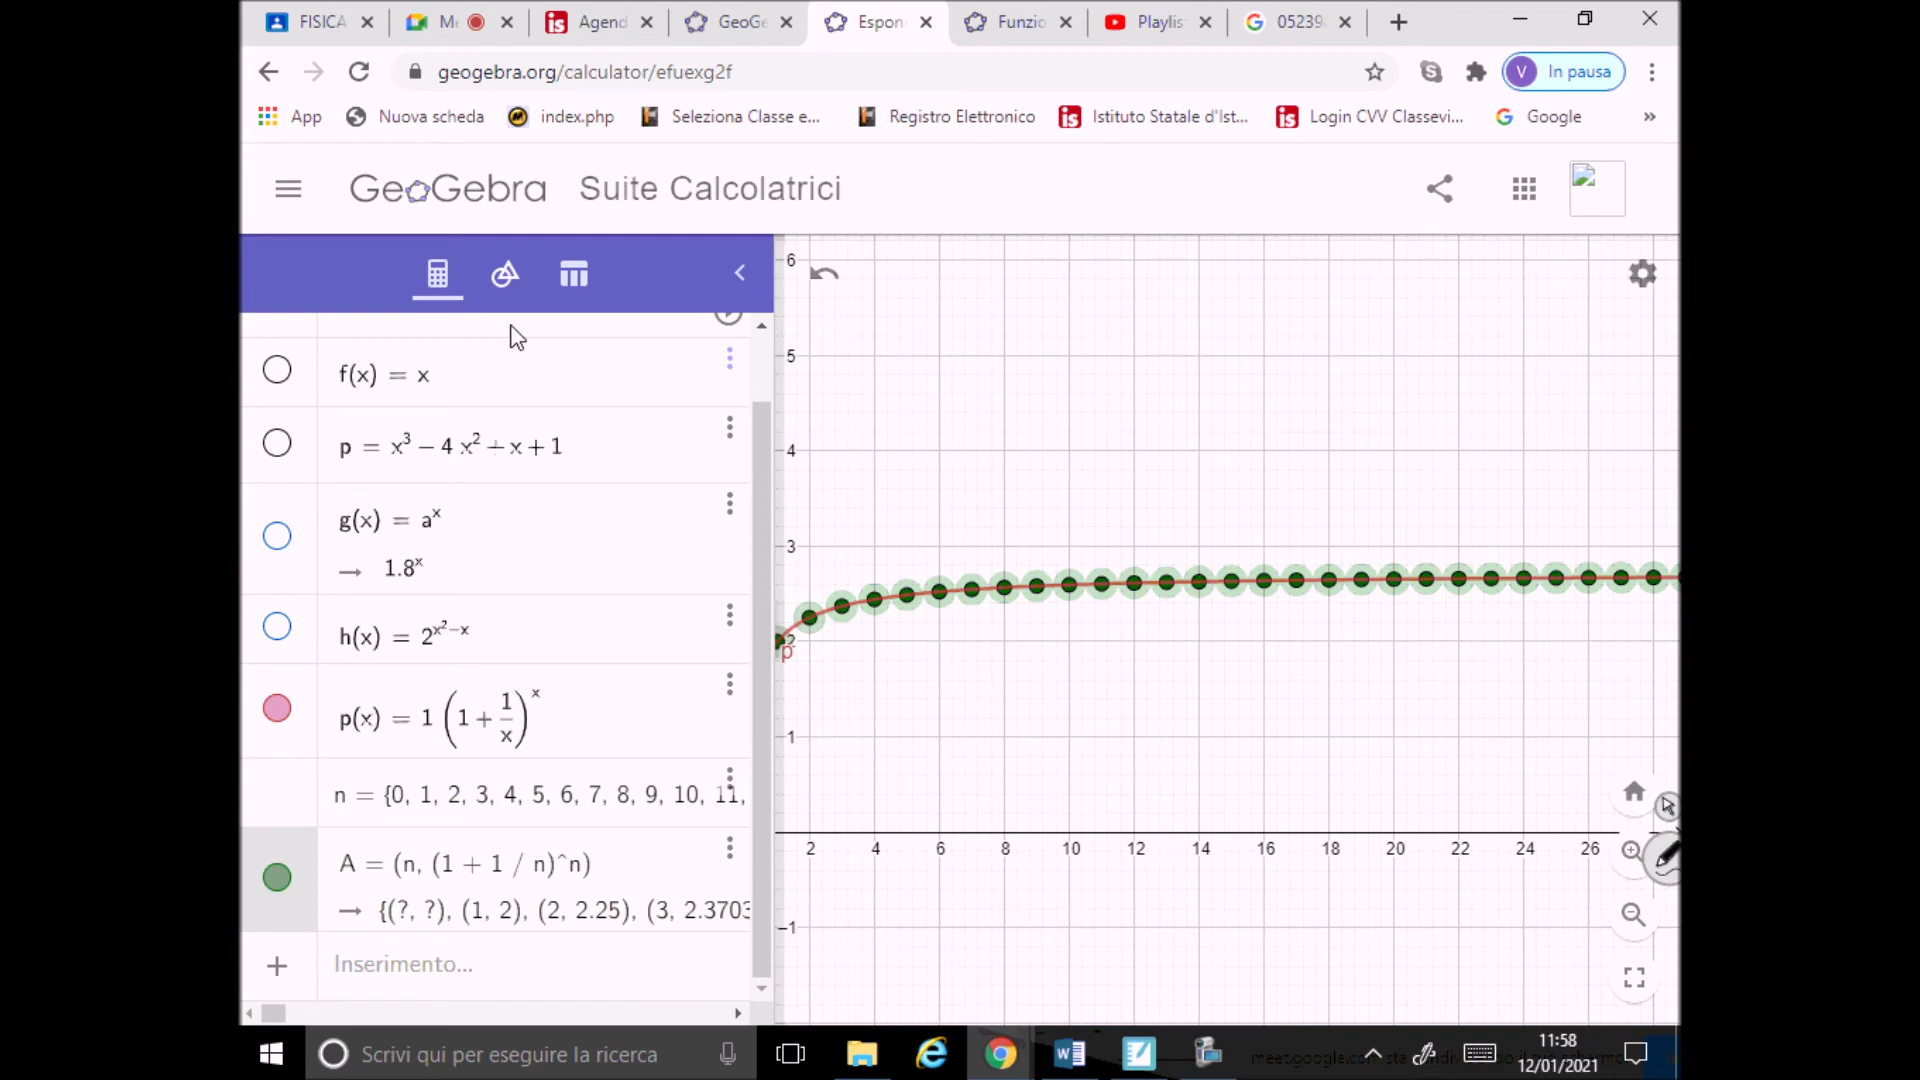 FISICA
Me
Agend
GeoGe
Espon
Funzio
Playlis
05239
geogebra.org/calculator/efuexg2f
V In pausa
App
Nuova scheda
index.php
Seleziona Classe e...
Registro Elettronico
Istituto Statale d'Ist...
Login CVV Classevi...
Google
»
GeoGebra
Suite Calcolatrici
f(x) = x
p = x³ − 4 x² − x + 1
g(x) = aˣ
→ 1.8ˣ
h(x) = 2^(x²−x)
p(x) = 1 (1 + 1/x)ˣ
n = {0, 1, 2, 3, 4, 5, 6, 7, 8, 9, 10, 11,
A = (n, (1 + 1 / n)^n)
→ {(?, ?), (1, 2), (2, 2.25), (3, 2.3703
Inserimento...
6
5
4
3
2
p
1
2 4 6 8 10 12 14 16 18 20 22 24 26
−1
Scrivi qui per eseguire la ricerca
11:58
12/01/2021